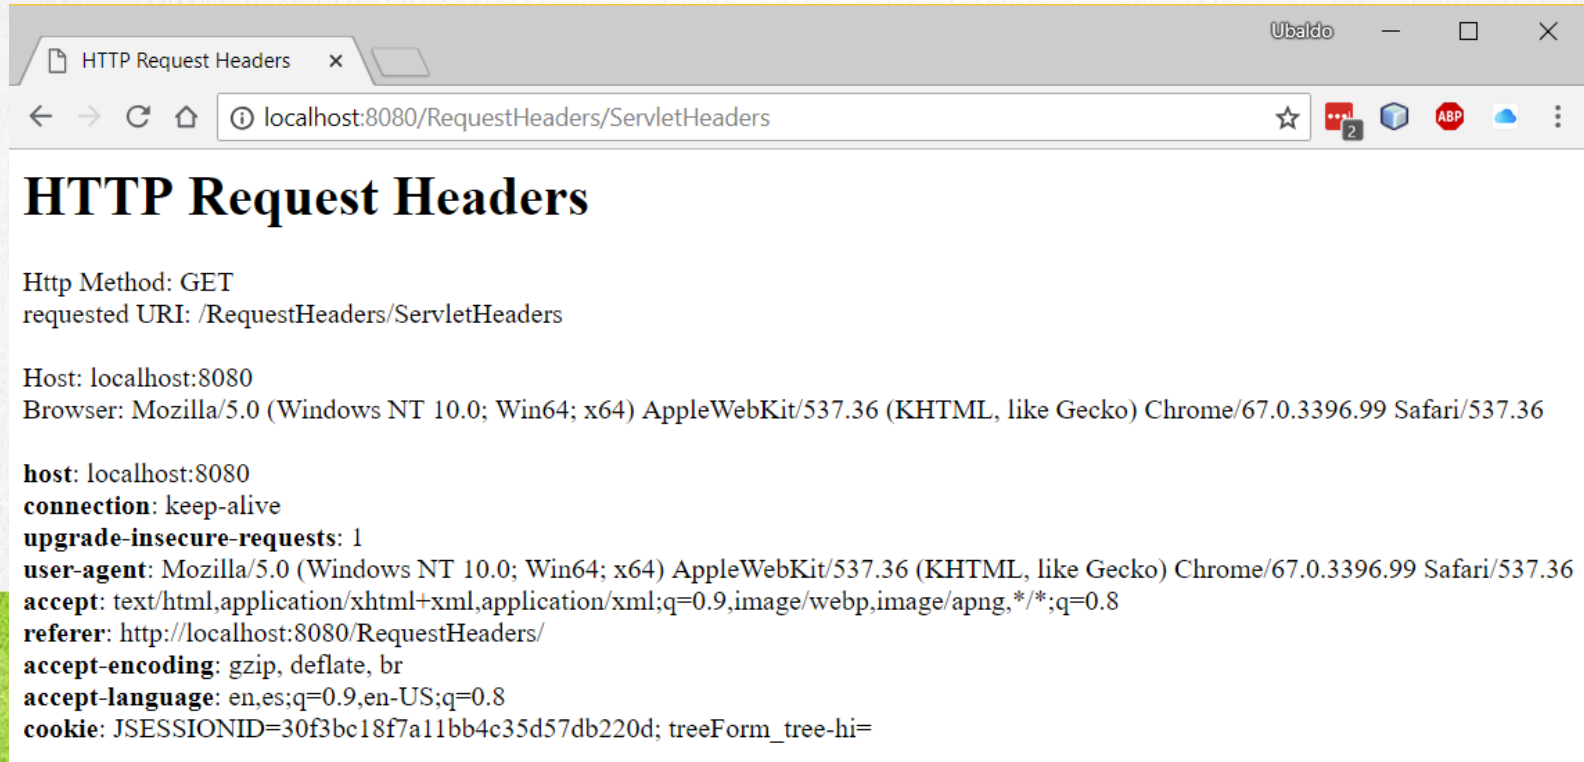 Ubaldo
HTTP Request Headers
localhost:8080/RequestHeaders/ServletHeaders
2
ABP
HTTP Request Headers
Http Method: GET
requested URI: /RequestHeaders/ServletHeaders
Host: localhost:8080
Browser: Mozilla/5.0 (Windows NT 10.0; Win64; x64) AppleWebKit/537.36 (KHTML, like Gecko) Chrome/67.0.3396.99 Safari/537.36
host: localhost:8080
connection: keep-alive
upgrade-insecure-requests: 1
user-agent: Mozilla/5.0 (Windows NT 10.0; Win64; x64) AppleWebKit/537.36 (KHTML, like Gecko) Chrome/67.0.3396.99 Safari/537.36
accept: text/html,application/xhtml+xml,application/xml;q=0.9,image/webp,image/apng,*/*;q=0.8
referer: http://localhost:8080/RequestHeaders/
accept-encoding: gzip, deflate, br
accept-language: en,es;q=0.9,en-US;q=0.8
cookie: JSESSIONID=30f3bc18f7a11bb4c35d57db220d; treeForm_tree-hi=